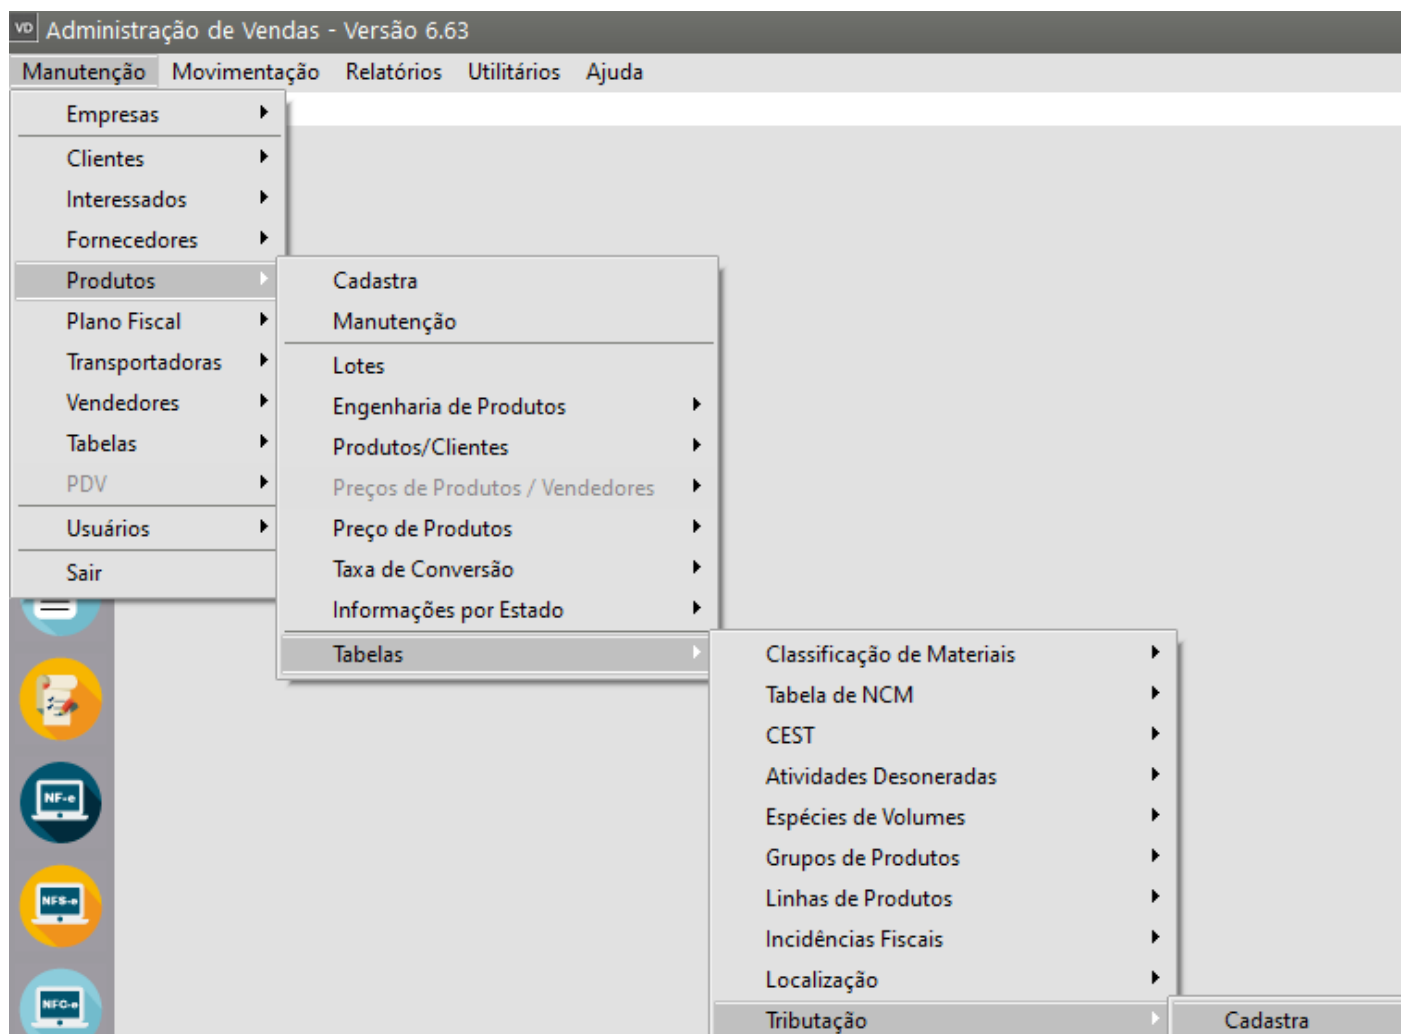 VD Administração de Vendas - Versão 6.63
Manutenção Movimentação Relatórios Utilitários Ajuda
Empresas
Clientes
Interessados
Fornecedores
Produtos
Plano Fiscal
Transportadoras
Vendedores
Tabelas
PDV
Usuários
Sair
Cadastra
Manutenção
Lotes
Engenharia de Produtos
Produtos/Clientes
Preços de Produtos / Vendedores
Preço de Produtos
Taxa de Conversão
Informações por Estado
Tabelas
Classificação de Materiais
Tabela de NCM
CEST
Atividades Desoneradas
Espécies de Volumes
Grupos de Produtos
Linhas de Produtos
Incidências Fiscais
Localização
Tributação
Cadastra
NF-e
NFS-e
NFC-e